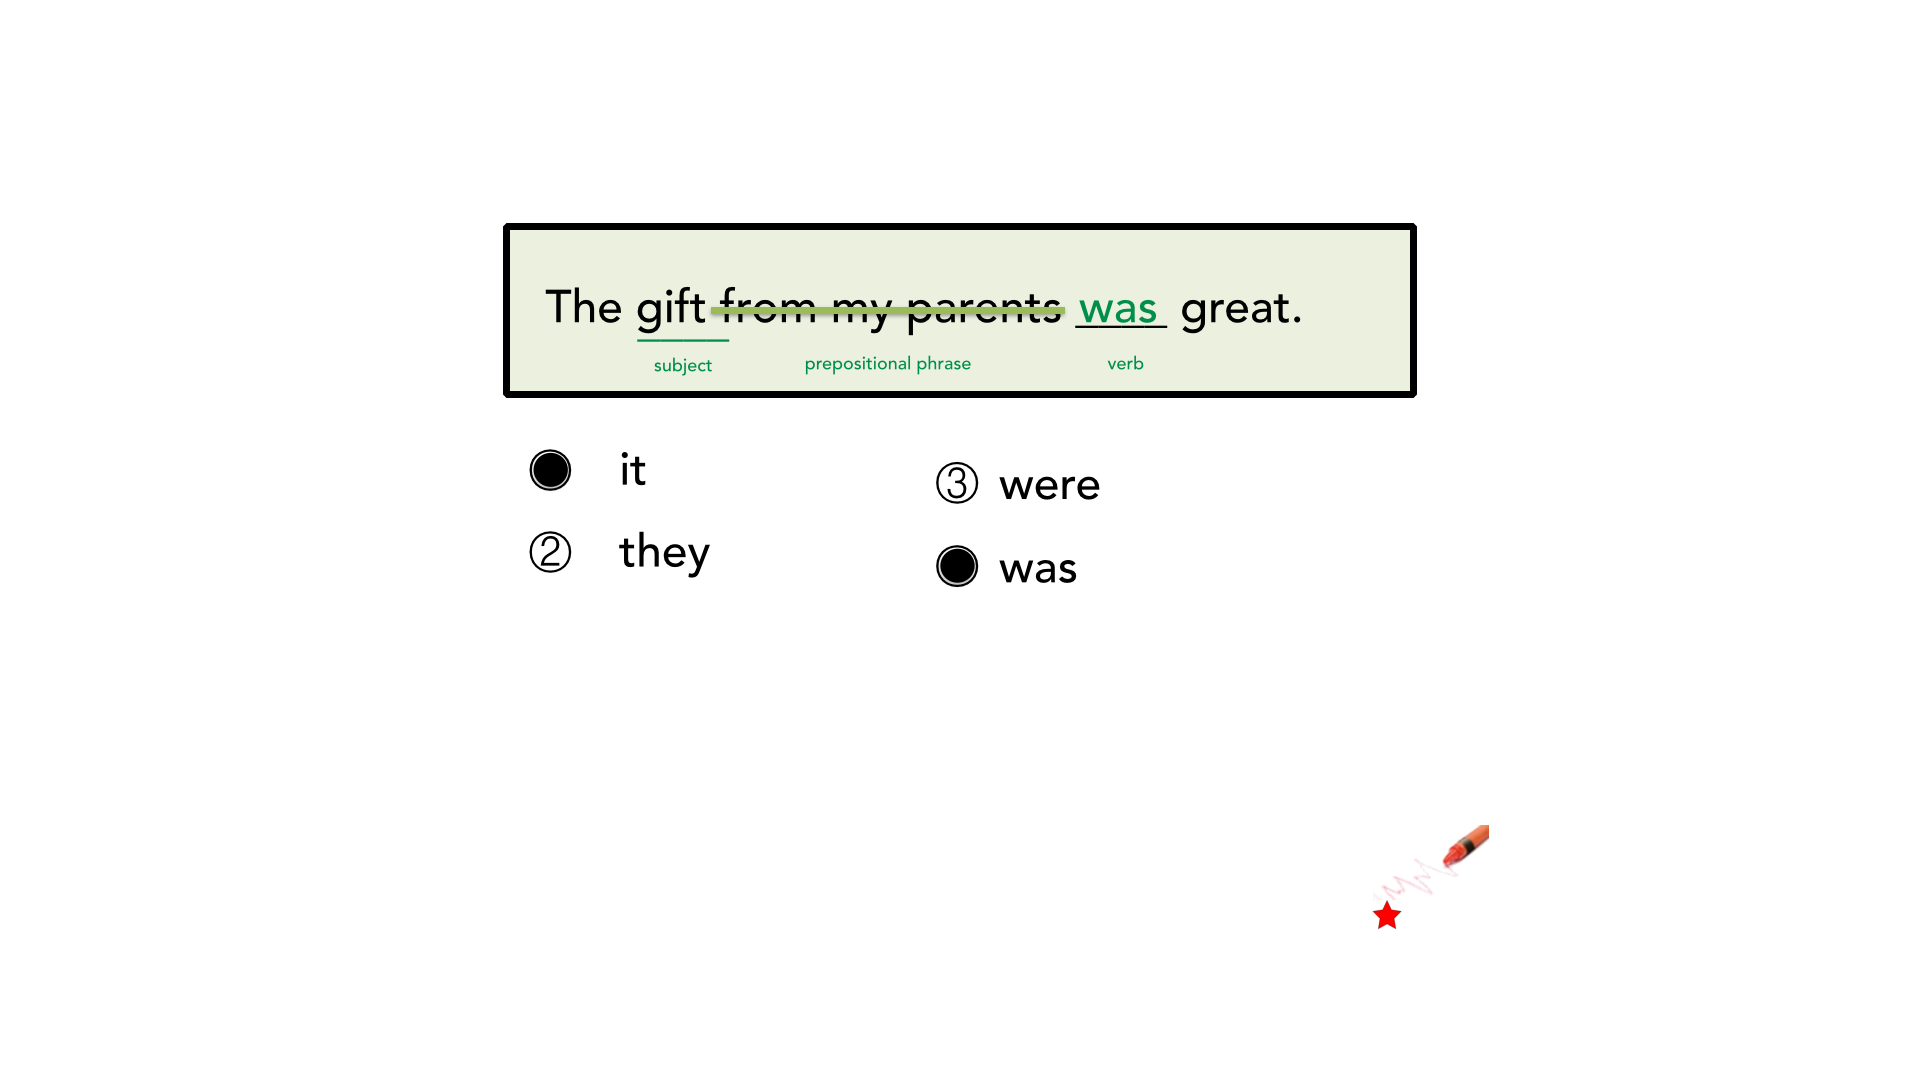 The gift from my parents was great.
subject prepositional phrase verb
it
② they
③ were
was